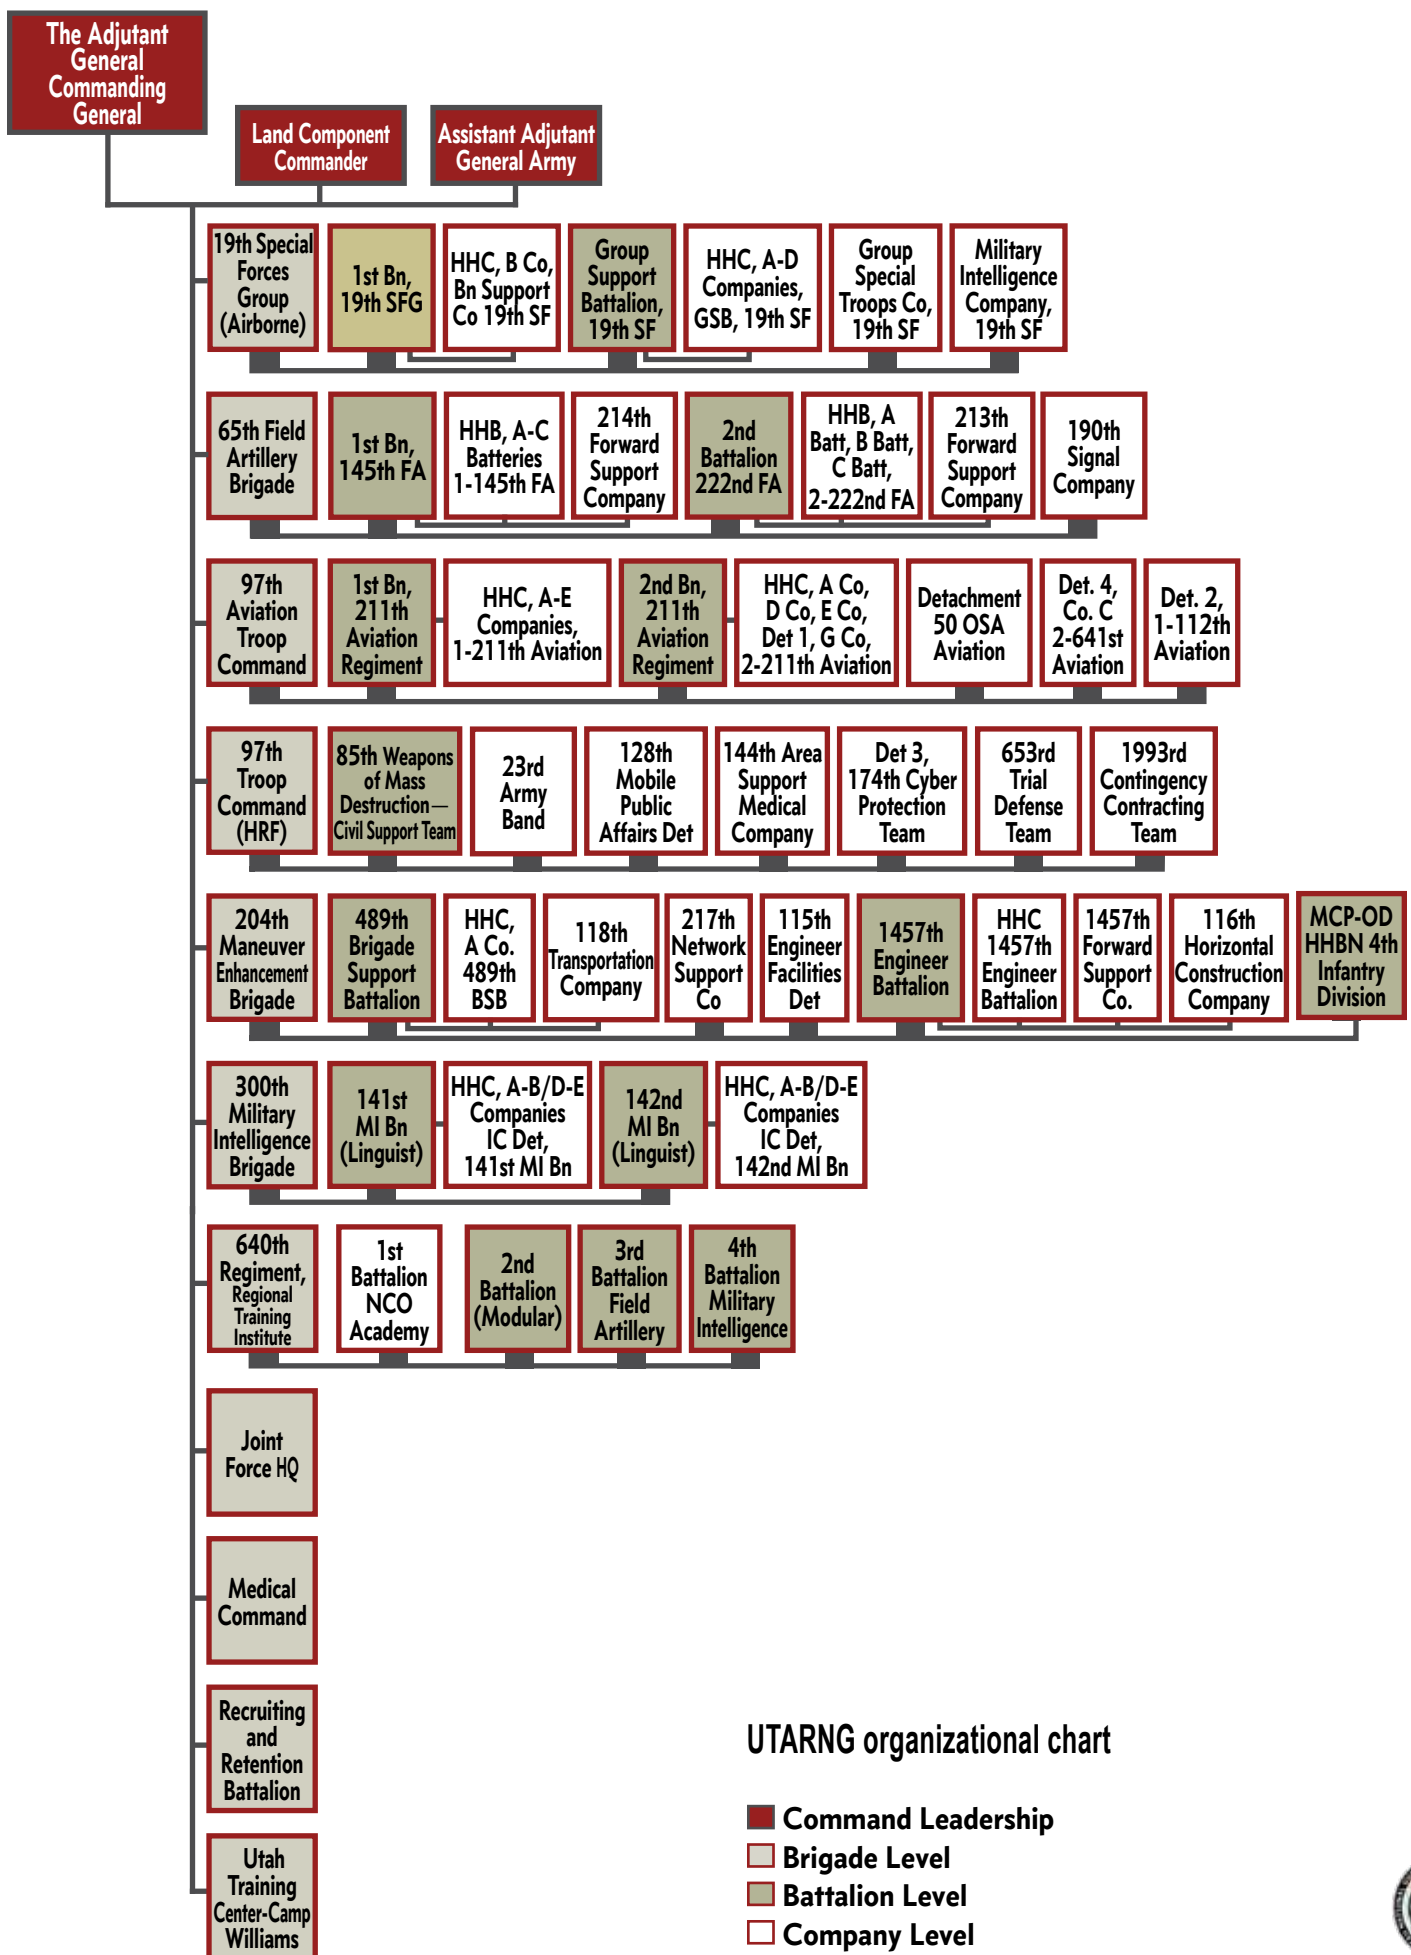 The Adjutant
General
Commanding
General
Land Component
Commander
Assistant Adjutant
General Army
19th Special
Forces
Group
(Airborne)
1st Bn,
19th SFG
HHC, B Co,
Bn Support
Co 19th SF
Group
Support
Battalion,
19th SF
HHC, A-D
Companies,
GSB, 19th SF
Group
Special
Troops Co,
19th SF
Military
Intelligence
Company,
19th SF
65th Field
Artillery
Brigade
1st Bn,
145th FA
HHB, A-C
Batteries
1-145th FA
214th
Forward
Support
Company
2nd
Battalion
222nd FA
HHB, A
Batt, B Batt,
C Batt,
2-222nd FA
213th
Forward
Support
Company
190th
Signal
Company
97th
Aviation
Troop
Command
1st Bn,
211th
Aviation
Regiment
HHC, A-E
Companies,
1-211th Aviation
2nd Bn,
211th
Aviation
Regiment
HHC, A Co,
D Co, E Co,
Det 1, G Co,
2-211th Aviation
Detachment
50 OSA
Aviation
Det. 4,
Co. C
2-641st
Aviation
Det. 2,
1-112th
Aviation
97th
Troop
Command
(HRF)
85th Weapons
of Mass
Destruction—
Civil Support Team
23rd
Army
Band
128th
Mobile
Public
Affairs Det
144th Area
Support
Medical
Company
Det 3,
174th Cyber
Protection
Team
653rd
Trial
Defense
Team
1993rd
Contingency
Contracting
Team
204th
Maneuver
Enhancement
Brigade
489th
Brigade
Support
Battalion
HHC,
A Co.
489th
BSB
118th
Transportation
Company
217th
Network
Support
Co
115th
Engineer
Facilities
Det
1457th
Engineer
Battalion
HHC
1457th
Engineer
Battalion
1457th
Forward
Support
Co.
116th
Horizontal
Construction
Company
MCP-OD
HHBN 4th
Infantry
Division
300th
Military
Intelligence
Brigade
141st
MI Bn
(Linguist)
HHC, A-B/D-E
Companies
IC Det,
141st MI Bn
142nd
MI Bn
(Linguist)
HHC, A-B/D-E
Companies
IC Det,
142nd MI Bn
640th
Regiment,
Regional
Training
Institute
1st
Battalion
NCO
Academy
2nd
Battalion
(Modular)
3rd
Battalion
Field
Artillery
4th
Battalion
Military
Intelligence
Joint
Force HQ
Medical
Command
Recruiting
and
Retention
Battalion
Utah
Training
Center-Camp
Williams
UTARNG organizational chart
Command Leadership
Brigade Level
Battalion Level
Company Level